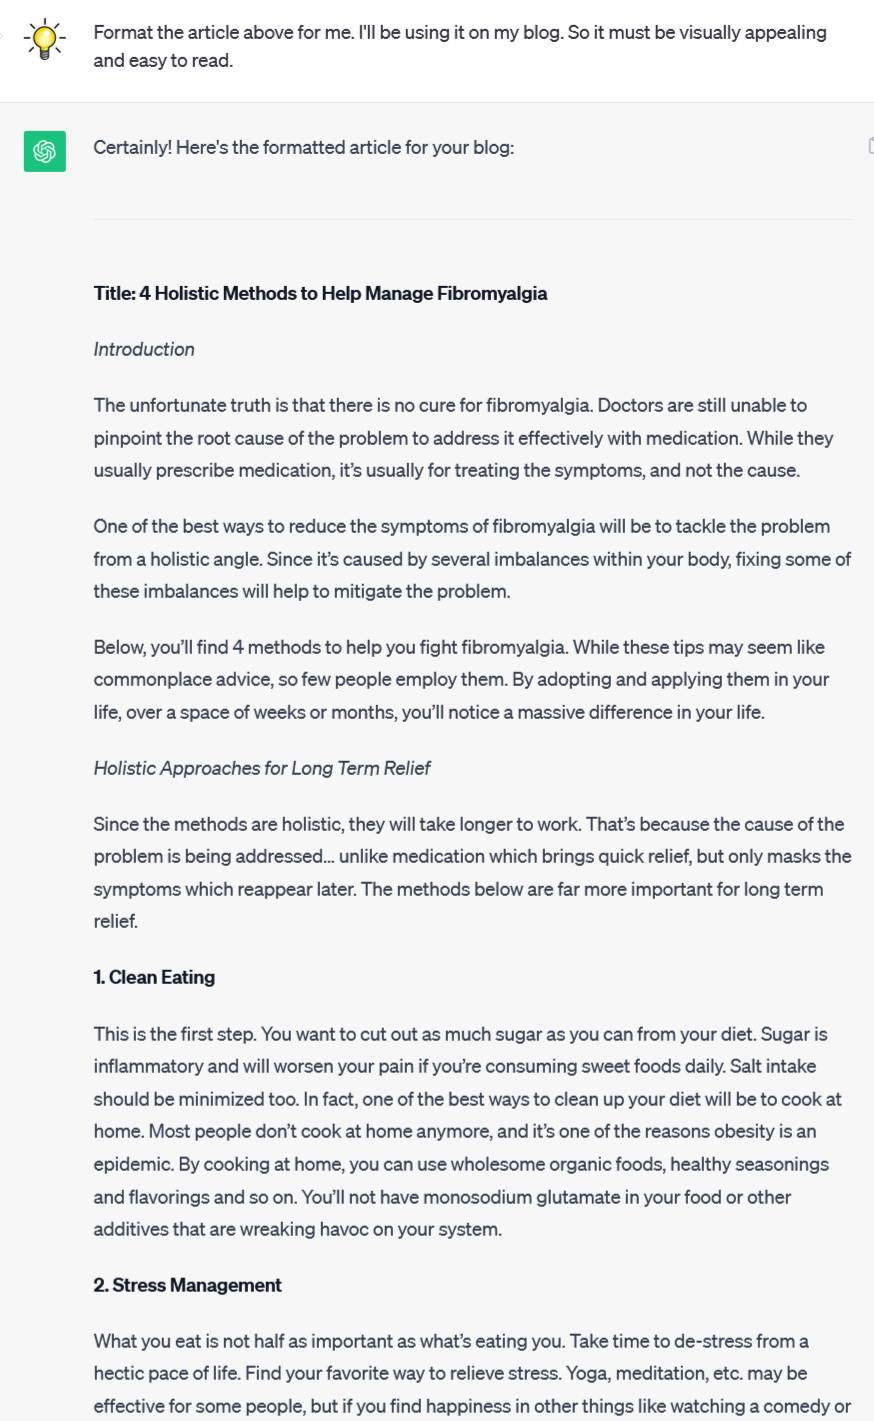 Format the article above for me. I'll be using it on my blog. So it must be visually appealing
and easy to read.
Certainly! Here's the formatted article for your blog:
Title: 4 Holistic Methods to Help Manage Fibromyalgia
Introduction
The unfortunate truth is that there is no cure for fibromyalgia. Doctors are still unable to
pinpoint the root cause of the problem to address it effectively with medication. While they
usually prescribe medication, it’s usually for treating the symptoms, and not the cause.
One of the best ways to reduce the symptoms of fibromyalgia will be to tackle the problem
from a holistic angle. Since it’s caused by several imbalances within your body, fixing some of
these imbalances will help to mitigate the problem.
Below, you’ll find 4 methods to help you fight fibromyalgia. While these tips may seem like
commonplace advice, so few people employ them. By adopting and applying them in your
life, over a space of weeks or months, you’ll notice a massive difference in your life.
Holistic Approaches for Long Term Relief
Since the methods are holistic, they will take longer to work. That’s because the cause of the
problem is being addressed… unlike medication which brings quick relief, but only masks the
symptoms which reappear later. The methods below are far more important for long term
relief.
1. Clean Eating
This is the first step. You want to cut out as much sugar as you can from your diet. Sugar is
inflammatory and will worsen your pain if you’re consuming sweet foods daily. Salt intake
should be minimized too. In fact, one of the best ways to clean up your diet will be to cook at
home. Most people don’t cook at home anymore, and it’s one of the reasons obesity is an
epidemic. By cooking at home, you can use wholesome organic foods, healthy seasonings
and flavorings and so on. You’ll not have monosodium glutamate in your food or other
additives that are wreaking havoc on your system.
2. Stress Management
What you eat is not half as important as what’s eating you. Take time to de-stress from a
hectic pace of life. Find your favorite way to relieve stress. Yoga, meditation, etc. may be
effective for some people, but if you find happiness in other things like watching a comedy or